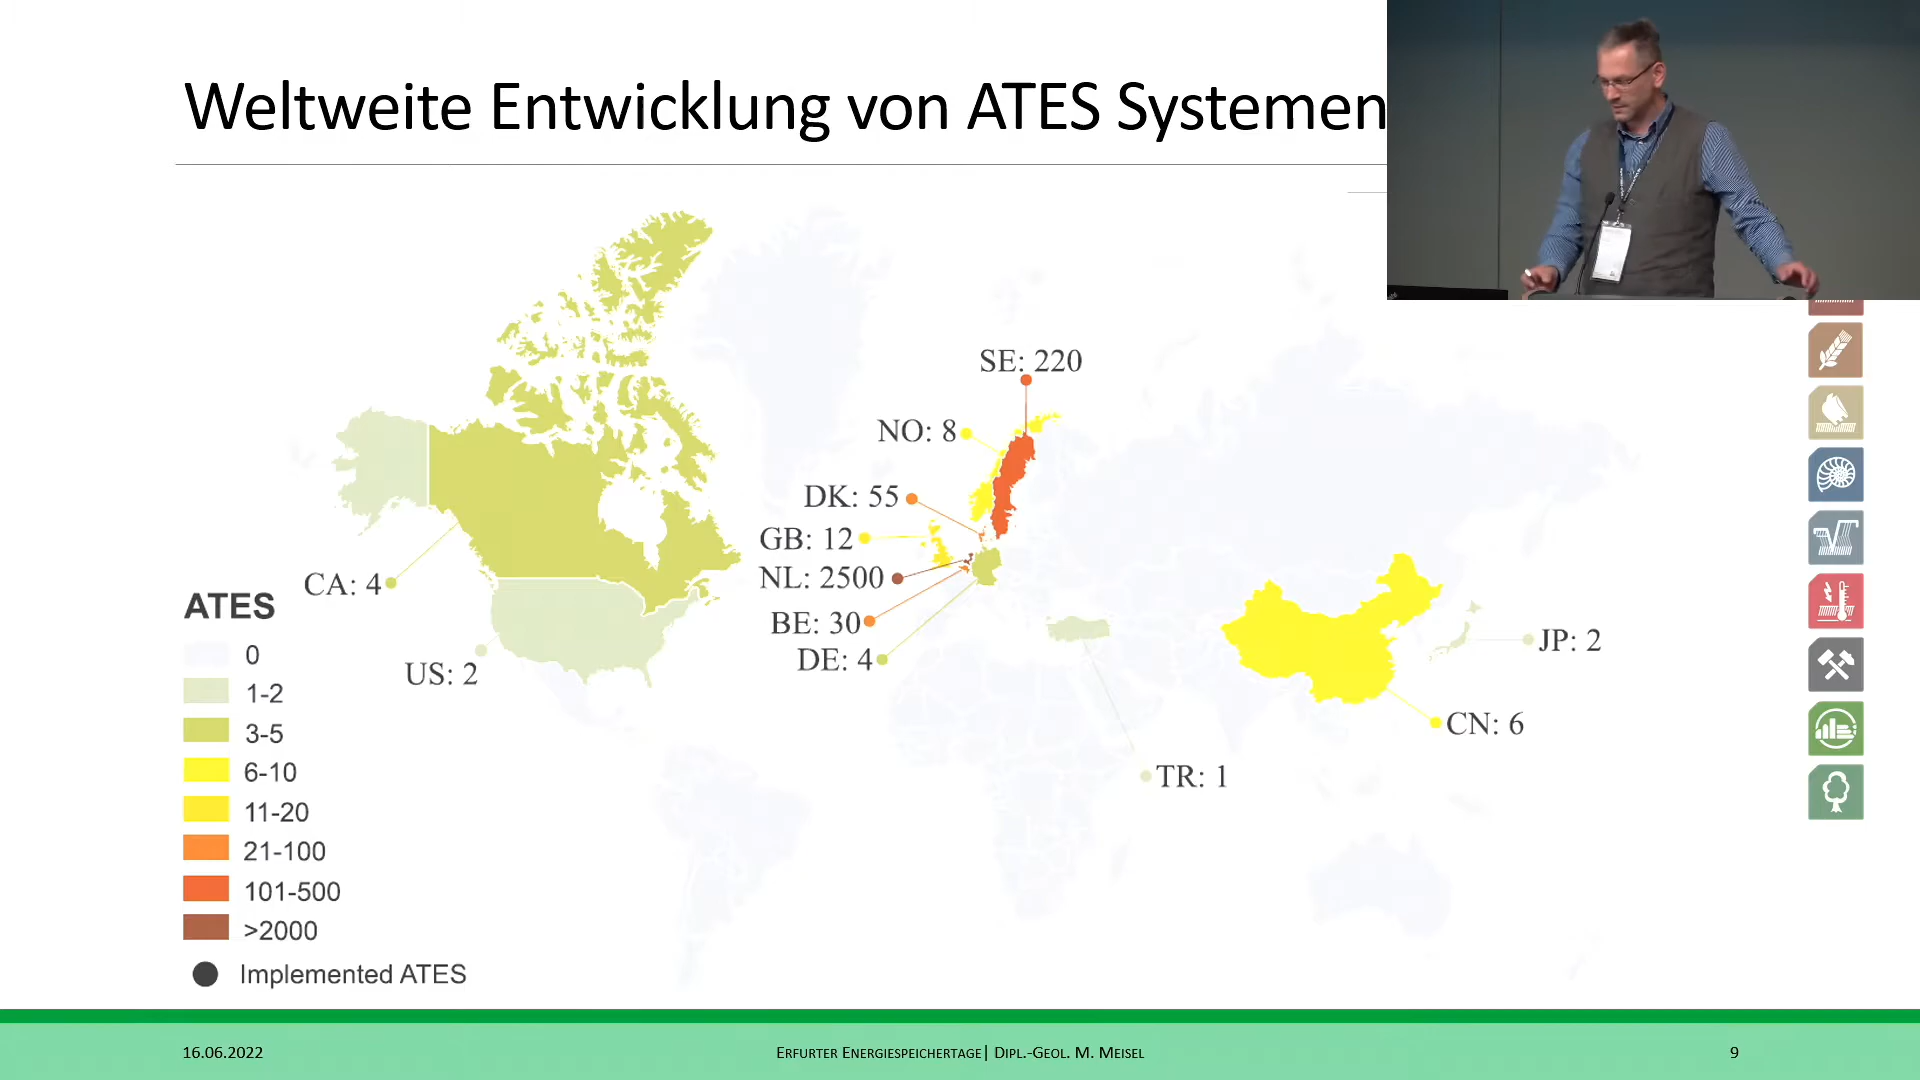 Weltweite Entwicklung von ATES Systemen
SE: 220
NO: 8
DK: 55
GB: 12
NL: 2500
BE: 30
DE: 4
CA: 4
US: 2
JP: 2
CN: 6
TR: 1
ATES
0
1-2
3-5
6-10
11-20
21-100
101-500
>2000
Implemented ATES
16.06.2022
Erfurter Energiespeichertage| Dipl.-Geol. M. Meisel
9